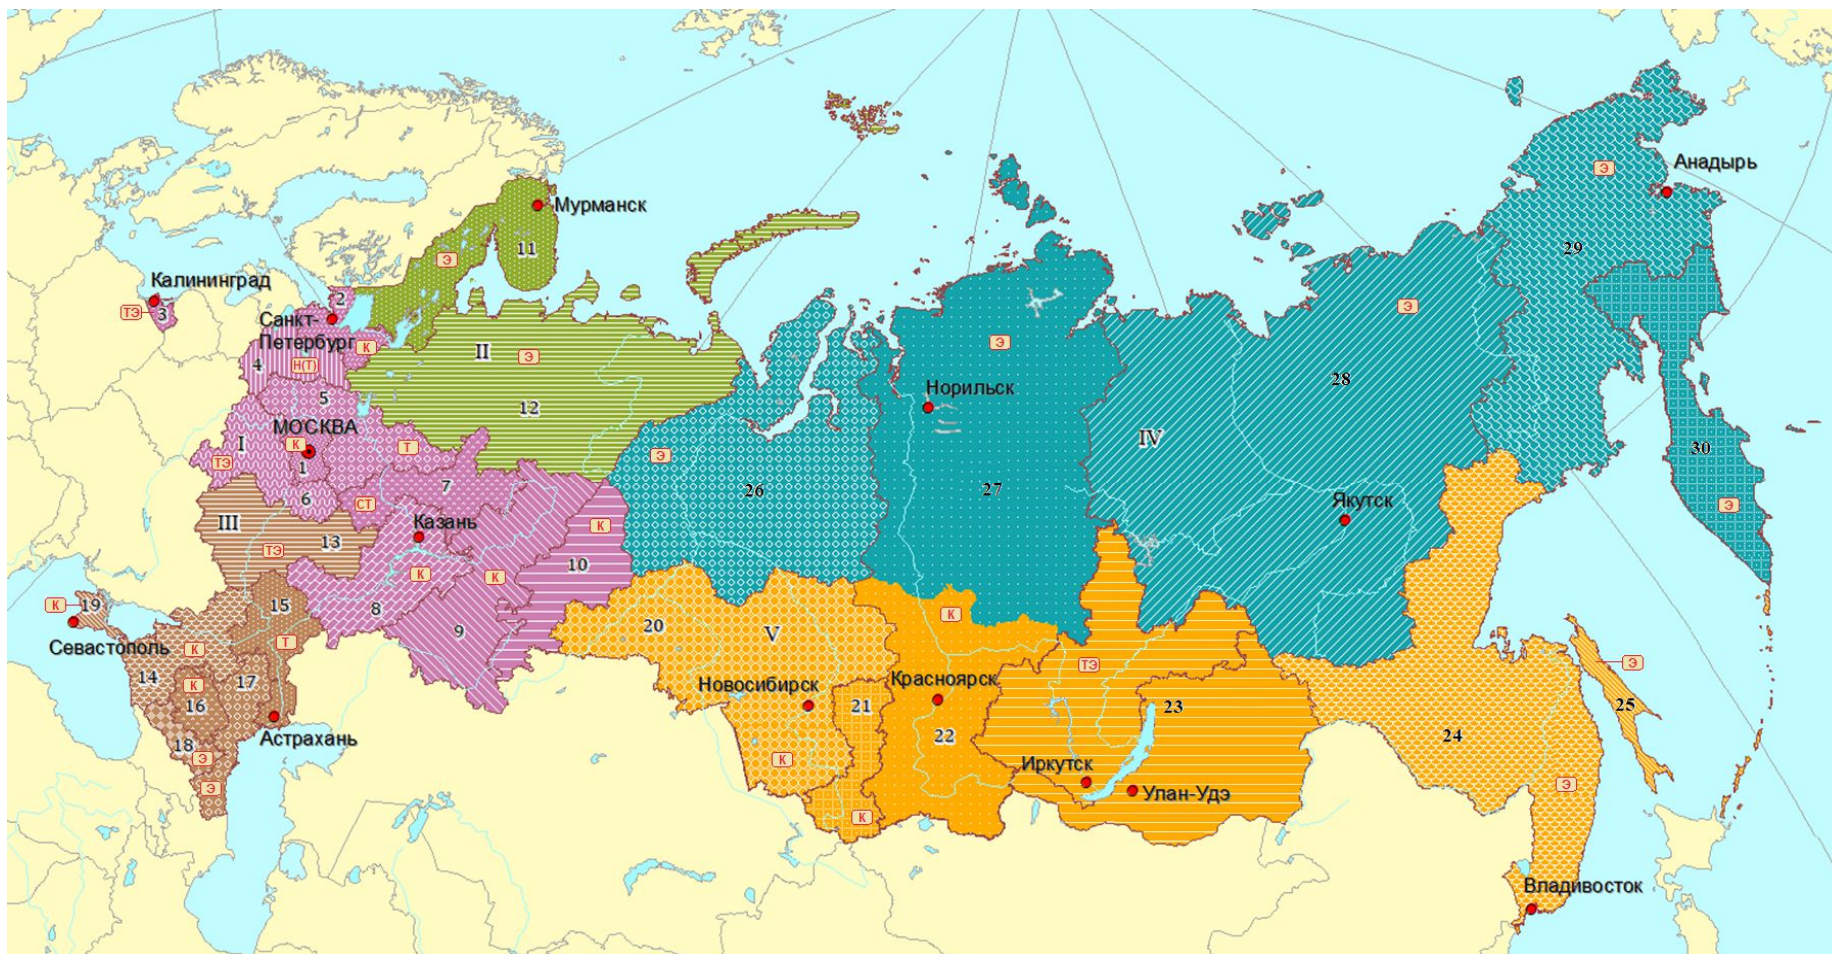 Анадырь
Э
Мурманск
11
Э
29
Калининград
ТЭ
3
2
Санкт-
Петербург
К
4
Н(Т)
II
Э
Э
Э
Норильск
28
5
12
МОСКВА
I
К
Т
IV
ТЭ
1
Э
30
6
7
26
27
СТ
Э
Якутск
III
Казань
К
13
ТЭ
10
К
К
К
19
15
8
К
Севастополь
К
Т
9
20
V
ТЭ
Э
14
К
17
Новосибирск
Красноярск
16
21
23
25
Астрахань
22
24
18
Э
К
Иркутск
Э
Э
Улан-Удэ
К
Владивосток